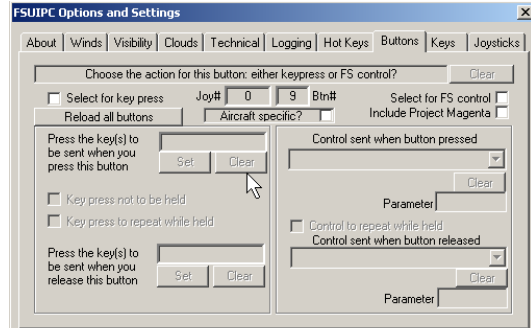 FSUIPC Options and Settings
About Winds Visibility Clouds Technical Logging Hot Keys Buttons Keys Joysticks
Choose the action for this button: either keypress or FS control? Clear
Select for key press Joy# 0 9 Btn# Select for FS control
Reload all buttons Aircraft specific? Include Project Magenta
Press the key(s) to
be sent when you
press this button
Set Clear
Key press not to be held
Key press to repeat while held
Press the key(s) to
be sent when you
release this button
Set Clear
Control sent when button pressed
Clear
Parameter
Control to repeat while held
Control sent when button released
Clear
Parameter